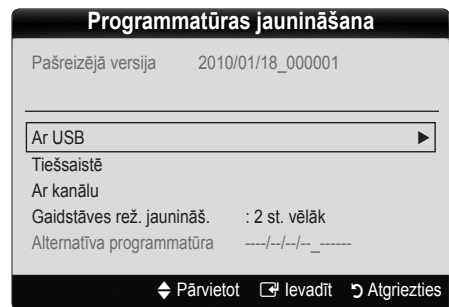 Programmatūras jaunināšana
Pašreizējā versija 2010/01/18_000001
Ar USB ►
Tiešsaistē
Ar kanālu
Gaidstāves rež. jaunināš. : 2 st. vēlāk
Alternatīva programmatūra ----/--/--/--_------
Pārvietot Ievadīt Atgriezties